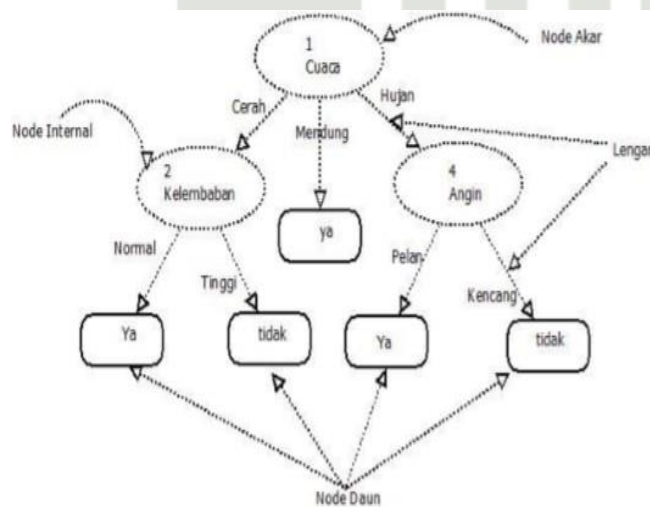 Node Akar
1
Cuaca
Cerah
Hujan
Node Internal
Mendung
Lengan
2
Kelembaban
4
Angin
ya
Normal
Tinggi
Pelan
Kencang
Ya
tidak
Ya
tidak
Node Daun